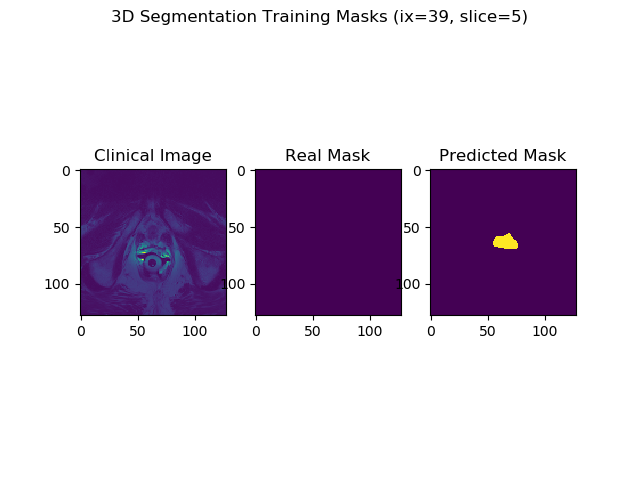 3D Segmentation Training Masks (ix=39, slice=5)
Clinical Image Real Mask Predicted Mask
0 0 0
50 50 50
100 100 100
0 50 100 0 50 100 0 50 100